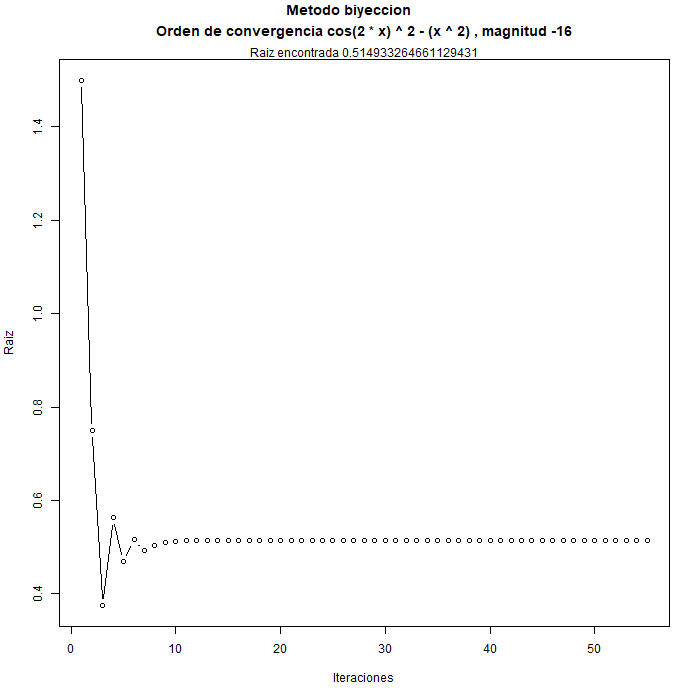 Metodo biyeccion
Orden de convergencia cos(2 * x) ^ 2 - (x ^ 2) , magnitud -16
Raiz encontrada 0.514933264661129431
Raiz
1.4
1.2
1.0
0.8
0.6
0.4
0 10 20 30 40 50
Iteraciones